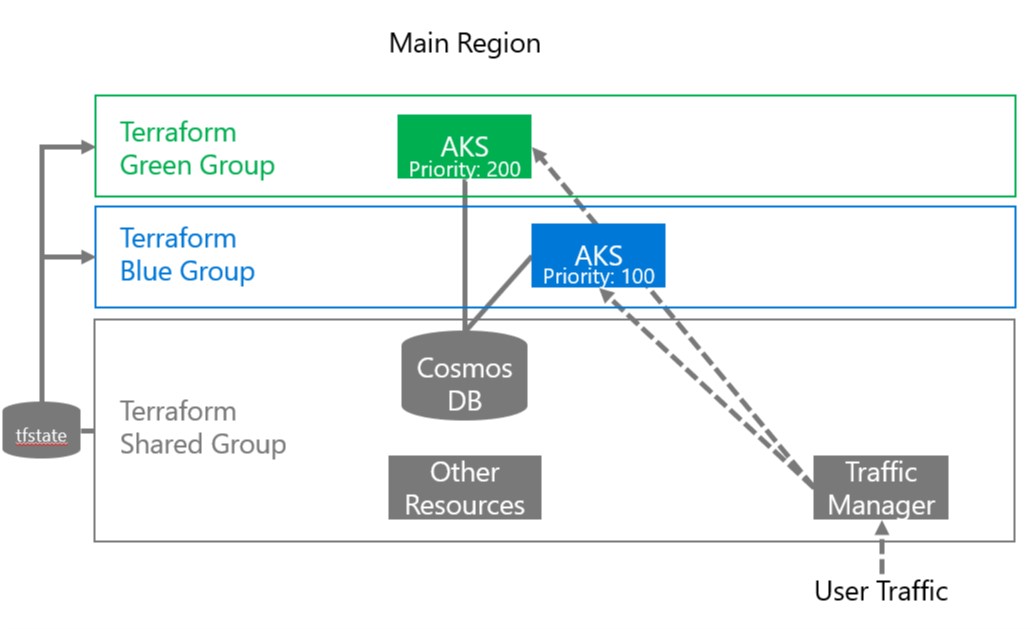 Main Region
Terraform
Green Group
AKS
Priority: 200
Terraform
Blue Group
AKS
Priority: 100
Cosmos
DB
Terraform
Shared Group
tfstate
Other
Resources
Traffic
Manager
User Traffic